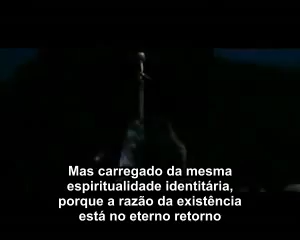 Mas carregado da mesma
espiritualidade identitária,
porque a razão da existência
está no eterno retorno